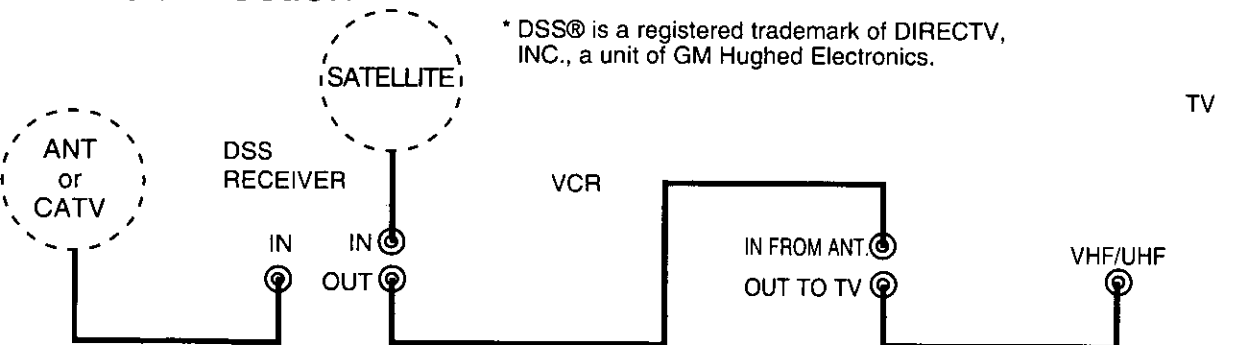 * DSS® is a registered trademark of DIRECTV,
INC., a unit of GM Hughed Electronics.
SATELLITE
TV
ANT
or
CATV
DSS
RECEIVER
VCR
IN
IN
OUT
IN FROM ANT.
OUT TO TV
VHF/UHF